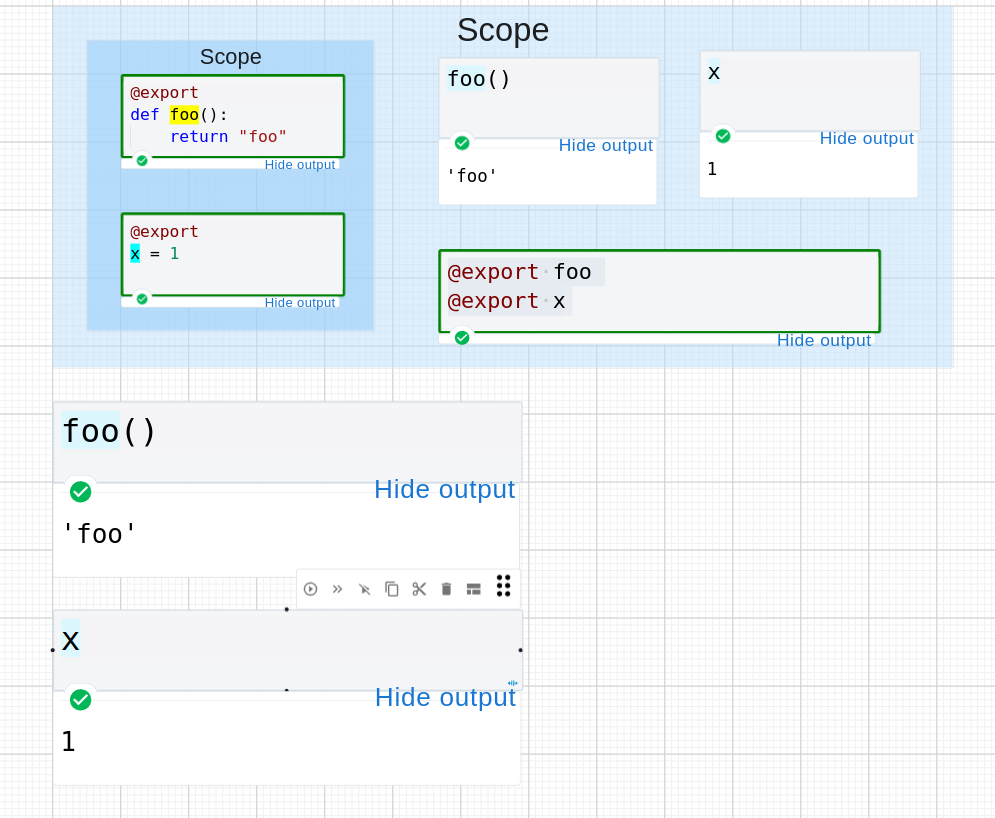 Scope
Scope
@export
def foo():
return "foo"
Hide output
@export
x = 1
Hide output
foo()
Hide output
'foo'
x
Hide output
1
@export foo
@export x
Hide output
foo()
Hide output
'foo'
x
Hide output
1